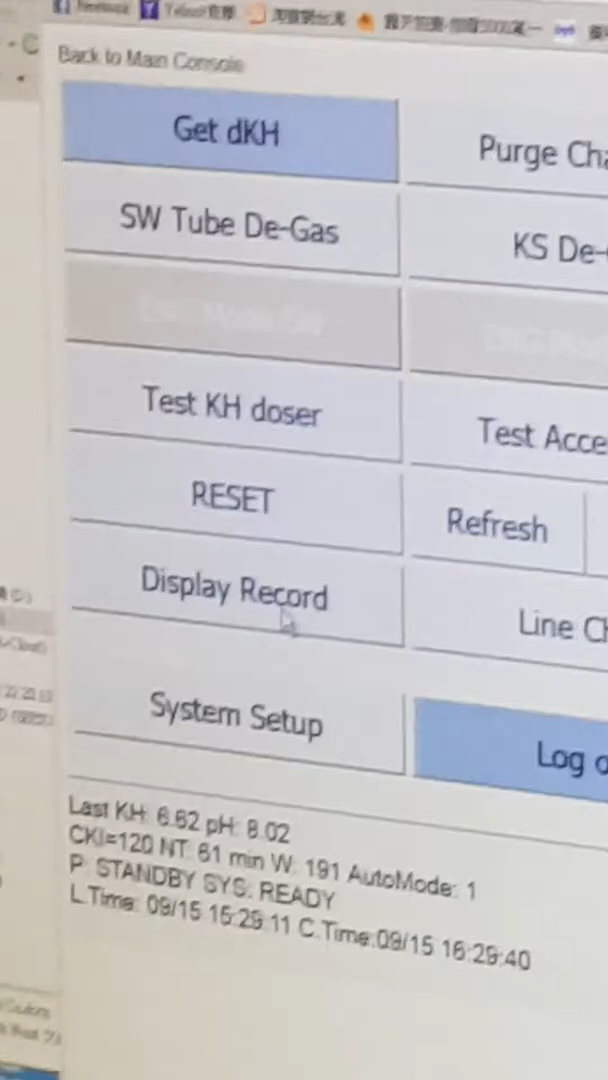 Back to Main Console
Get dKH
Purge Cha
SW Tube De-Gas
KS De-
Test KH doser
Test Acce
RESET
Refresh
Display Record
Line Ch
System Setup
Log o
Last KH: 6.62 pH: 8.02
CKI=120 NT: 61 min W: 191 AutoMode: 1
P: STANDBY SYS: READY
L.Time: 09/15 15:29:11 C.Time:09/15 16:29:40